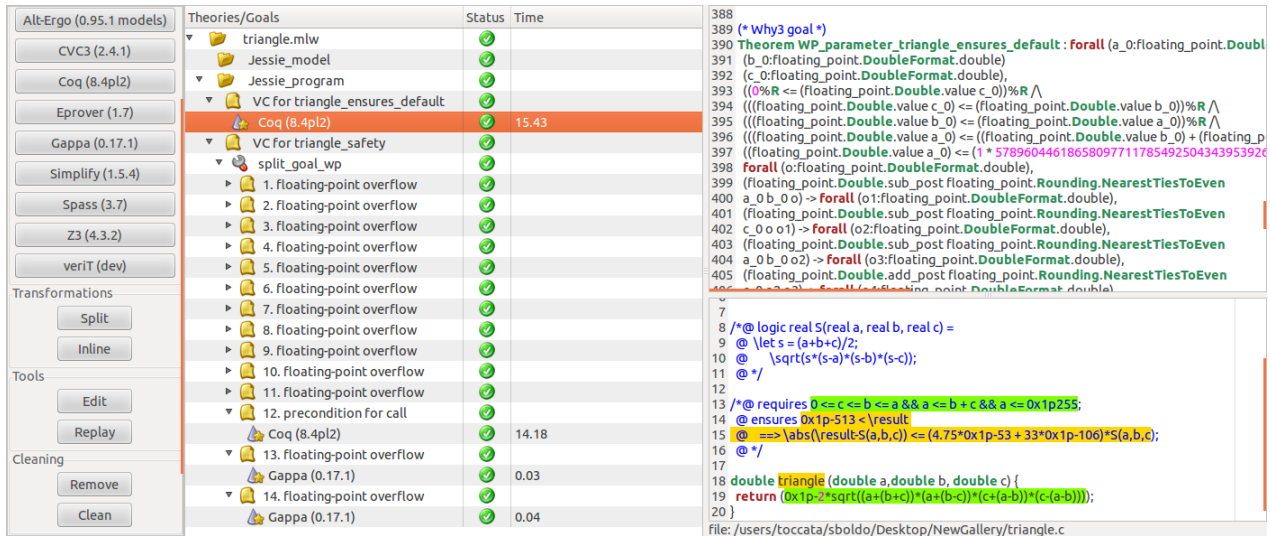 Alt-Ergo (0.95.1 models)
CVC3 (2.4.1)
Coq (8.4pl2)
Eprover (1.7)
Gappa (0.17.1)
Simplify (1.5.4)
Spass (3.7)
Z3 (4.3.2)
veriT (dev)
Transformations
Split
Inline
Tools
Edit
Replay
Cleaning
Remove
Clean
Theories/Goals Status Time
triangle.mlw
Jessie_model
Jessie_program
VC for triangle_ensures_default
Coq (8.4pl2) 15.43
VC for triangle_safety
split_goal_wp
1. floating-point overflow
2. floating-point overflow
3. floating-point overflow
4. floating-point overflow
5. floating-point overflow
6. floating-point overflow
7. floating-point overflow
8. floating-point overflow
9. floating-point overflow
10. floating-point overflow
11. floating-point overflow
12. precondition for call
Coq (8.4pl2) 14.18
13. floating-point overflow
Gappa (0.17.1) 0.03
14. floating-point overflow
Gappa (0.17.1) 0.04
388
389 (* Why3 goal *)
390 Theorem WP_parameter_triangle_ensures_default : forall (a_0:floating_point.Doubl
391 (b_0:floating_point.DoubleFormat.double)
392 (c_0:floating_point.DoubleFormat.double),
393 ((0%R <= (floating_point.Double.value c_0))%R /\
394 (((floating_point.Double.value c_0) <= (floating_point.Double.value b_0))%R /\
395 (((floating_point.Double.value b_0) <= (floating_point.Double.value a_0))%R /\
396 (((floating_point.Double.value a_0) <= ((floating_point.Double.value b_0) + (floating_p
397 ((floating_point.Double.value a_0) <= (1 * 5789604461865809771178549250434395392
398 forall (o:floating_point.DoubleFormat.double),
399 (floating_point.Double.sub_post floating_point.Rounding.NearestTiesToEven
400 a_0 b_0 o) -> forall (o1:floating_point.DoubleFormat.double),
401 (floating_point.Double.sub_post floating_point.Rounding.NearestTiesToEven
402 c_0 o o1) -> forall (o2:floating_point.DoubleFormat.double),
403 (floating_point.Double.sub_post floating_point.Rounding.NearestTiesToEven
404 a_0 b_0 o2) -> forall (o3:floating_point.DoubleFormat.double),
405 (floating_point.Double.add_post floating_point.Rounding.NearestTiesToEven
7
8 /*@ logic real S(real a, real b, real c) =
9 @ \let s = (a+b+c)/2;
10 @ \sqrt(s*(s-a)*(s-b)*(s-c));
11 @ */
12
13 /*@ requires 0 <= c <= b <= a && a <= b + c && a <= 0x1p255;
14 @ ensures 0x1p-513 < \result
15 @ ==> \abs(\result-S(a,b,c)) <= (4.75*0x1p-53 + 33*0x1p-106)*S(a,b,c);
16 @ */
17
18 double triangle (double a,double b, double c) {
19 return (0x1p-2*sqrt((a+(b+c))*(a+(b-c))*(c+(a-b))*(c-(a-b))));
20 }
file: /users/toccata/sboldo/Desktop/NewGallery/triangle.c